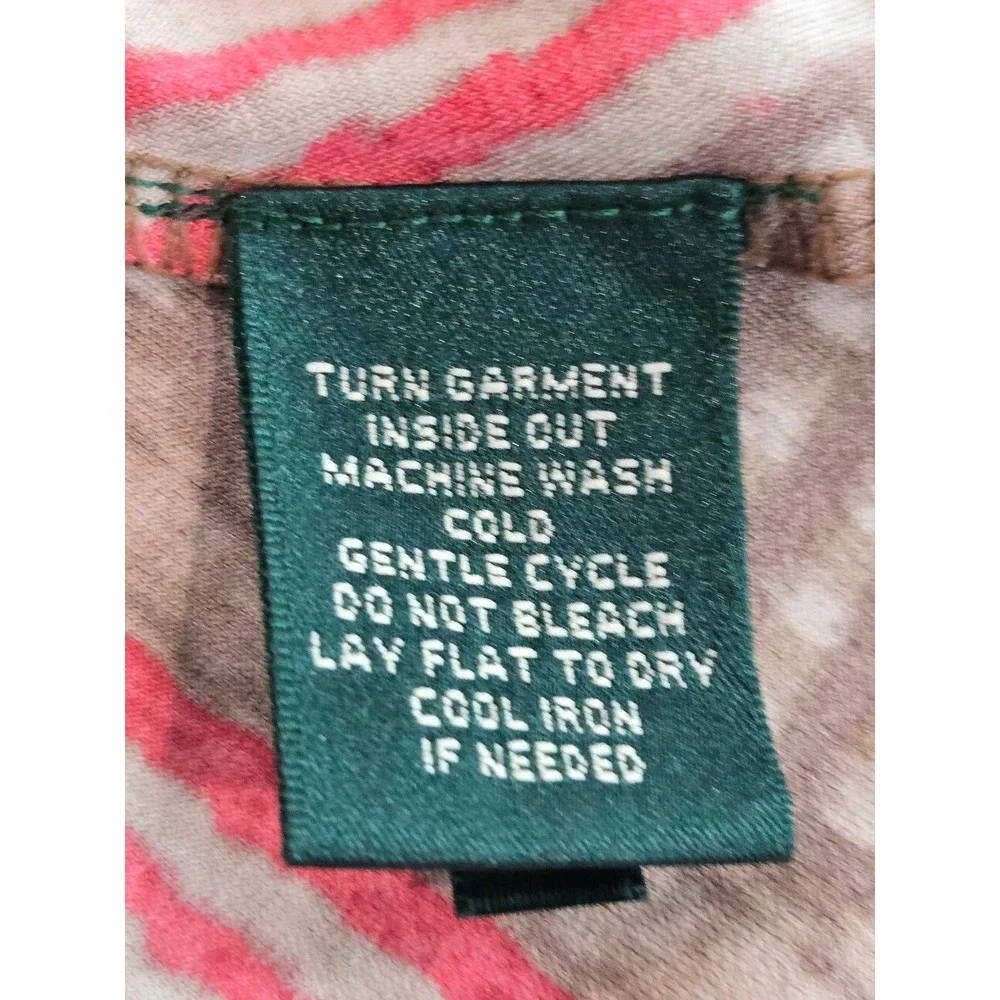 TURN GARMENT
INSIDE OUT
MACHINE WASH
COLD
GENTLE CYCLE
DO NOT BLEACH
LAY FLAT TO DRY
COOL IRON
IF NEEDED